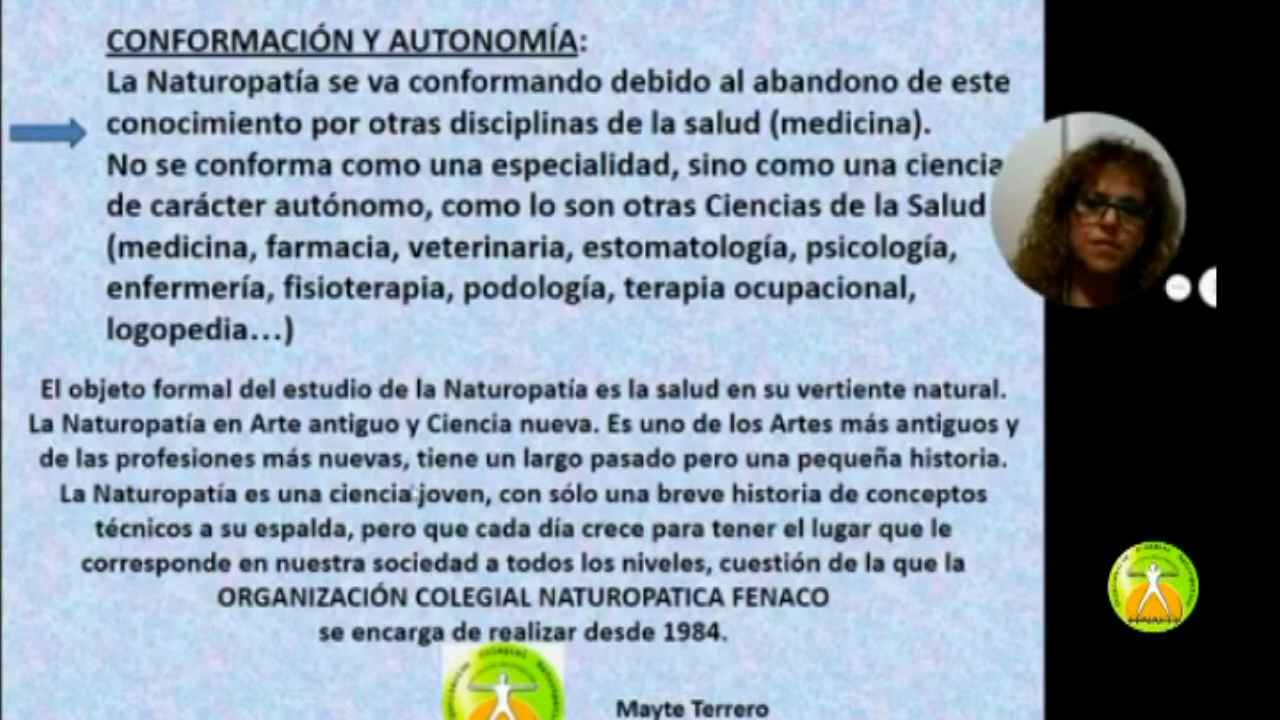 CONFORMACIÓN Y AUTONOMÍA:
La Naturopatía se va conformando debido al abandono de este
conocimiento por otras disciplinas de la salud (medicina).
No se conforma como una especialidad, sino como una ciencia
de carácter autónomo, como lo son otras Ciencias de la Salud
(medicina, farmacia, veterinaria, estomatología, psicología,
enfermería, fisioterapia, podología, terapia ocupacional,
logopedia...)
El objeto formal del estudio de la Naturopatía es la salud en su vertiente natural.
La Naturopatía en Arte antiguo y Ciencia nueva. Es uno de los Artes más antiguos y
de las profesiones más nuevas, tiene un largo pasado pero una pequeña historia.
La Naturopatía es una ciencia joven, con sólo una breve historia de conceptos
técnicos a su espalda, pero que cada día crece para tener el lugar que le
corresponde en nuestra sociedad a todos los niveles, cuestión de la que la
ORGANIZACIÓN COLEGIAL NATUROPATICA FENACO
se encarga de realizar desde 1984.
Mayte Terrero